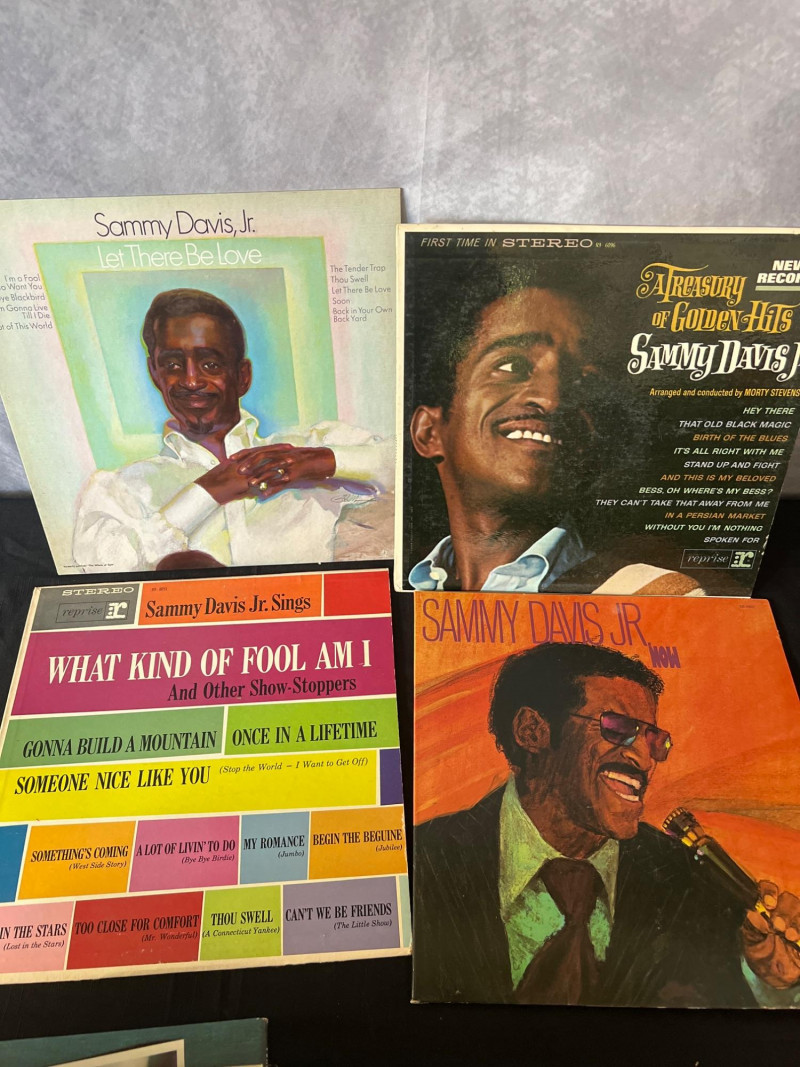 Sammy Davis, Jr.
Let There Be Love
I'm a Fool
o Want You
ye Blackbird
m Gonna Live
Till I Die
t of This World
The Tender Trap
Thou Swell
Let There Be Love
Soon
Back in Your Own
Back Yard
FIRST TIME IN STEREO
A Treasury
of Golden Hits
Sammy Davis J
NEW
RECOR
Arranged and conducted by MORTY STEVENS
HEY THERE
THAT OLD BLACK MAGIC
BIRTH OF THE BLUES
IT'S ALL RIGHT WITH ME
STAND UP AND FIGHT
AND THIS IS MY BELOVED
BESS, OH WHERE'S MY BESS?
THEY CAN'T TAKE THAT AWAY FROM ME
IN A PERSIAN MARKET
WITHOUT YOU I'M NOTHING
SPOKEN FOR
reprise r:
STEREO
reprise r:
Sammy Davis Jr. Sings
WHAT KIND OF FOOL AM I
And Other Show-Stoppers
GONNA BUILD A MOUNTAIN
ONCE IN A LIFETIME
SOMEONE NICE LIKE YOU
(Stop the World – I Want to Get Off)
SOMETHING'S COMING
(West Side Story)
A LOT OF LIVIN' TO DO
(Bye Bye Birdie)
MY ROMANCE
(Jumbo)
BEGIN THE BEGUINE
(Jubilee)
IN THE STARS
(Lost in the Stars)
TOO CLOSE FOR COMFORT
(Mr. Wonderful)
THOU SWELL
(A Connecticut Yankee)
CAN'T WE BE FRIENDS
(The Little Show)
SAMMY DAVIS JR.
NOW